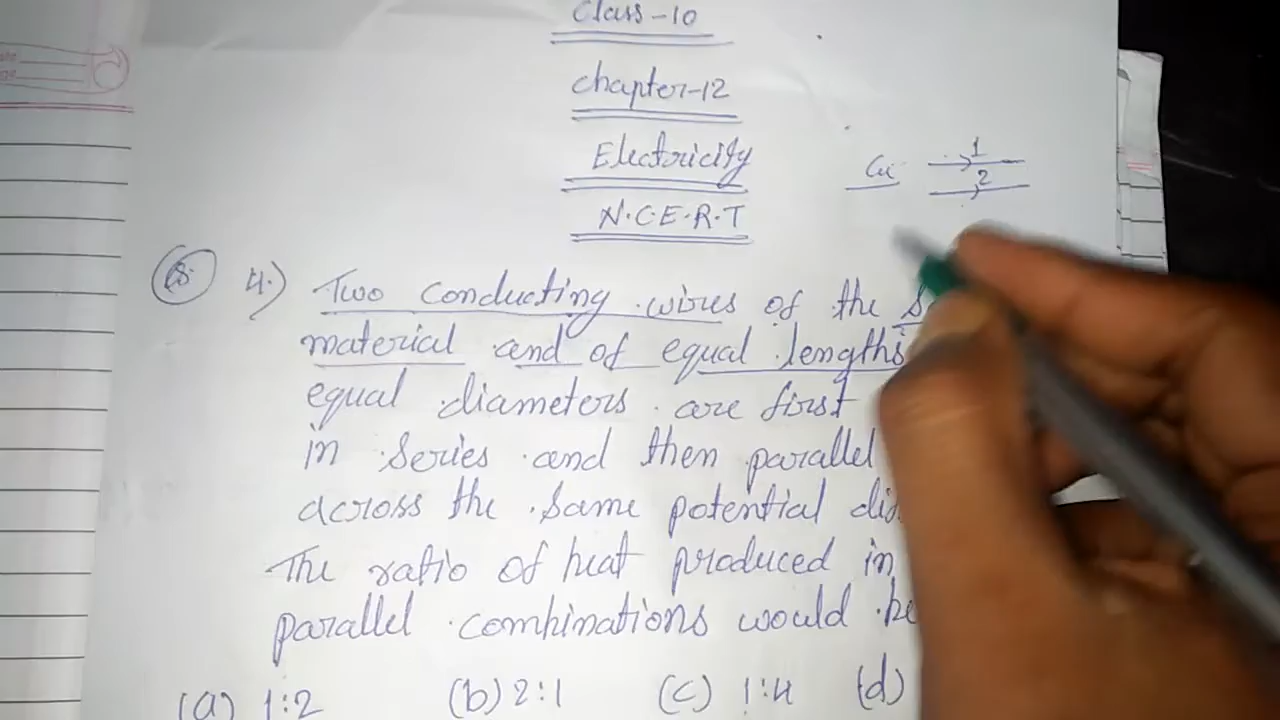 Class-10
Chapter-12
Electricity
N.C.E.R.T
Cu
1
2
Q. 4.) Two conducting wires of the
material and of equal lengths
equal diameters are first
in series and then parallel
across the same potential
The ratio of heat produced in
parallel combinations would be
(a) 1:2 (b) 2:1 (c) 1:4 (d)